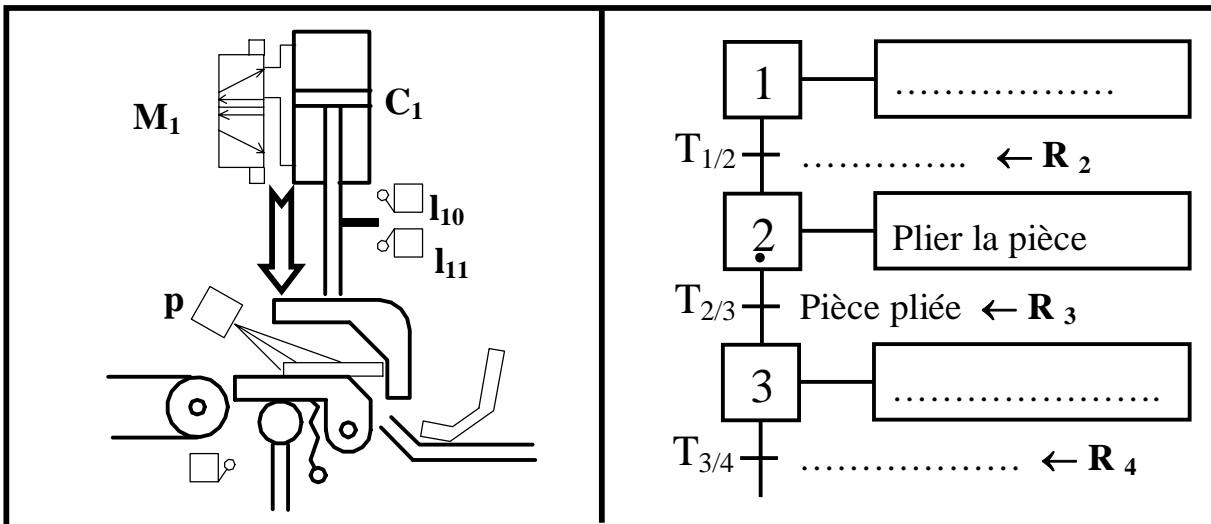 M₁
C₁
l₁₀
l₁₁
p
1
………………
T₁/₂ ………….. ← R ₂
2 Plier la pièce
T₂/₃ Pièce pliée ← R ₃
3
…………………….
T₃/₄ ……………… ← R ₄